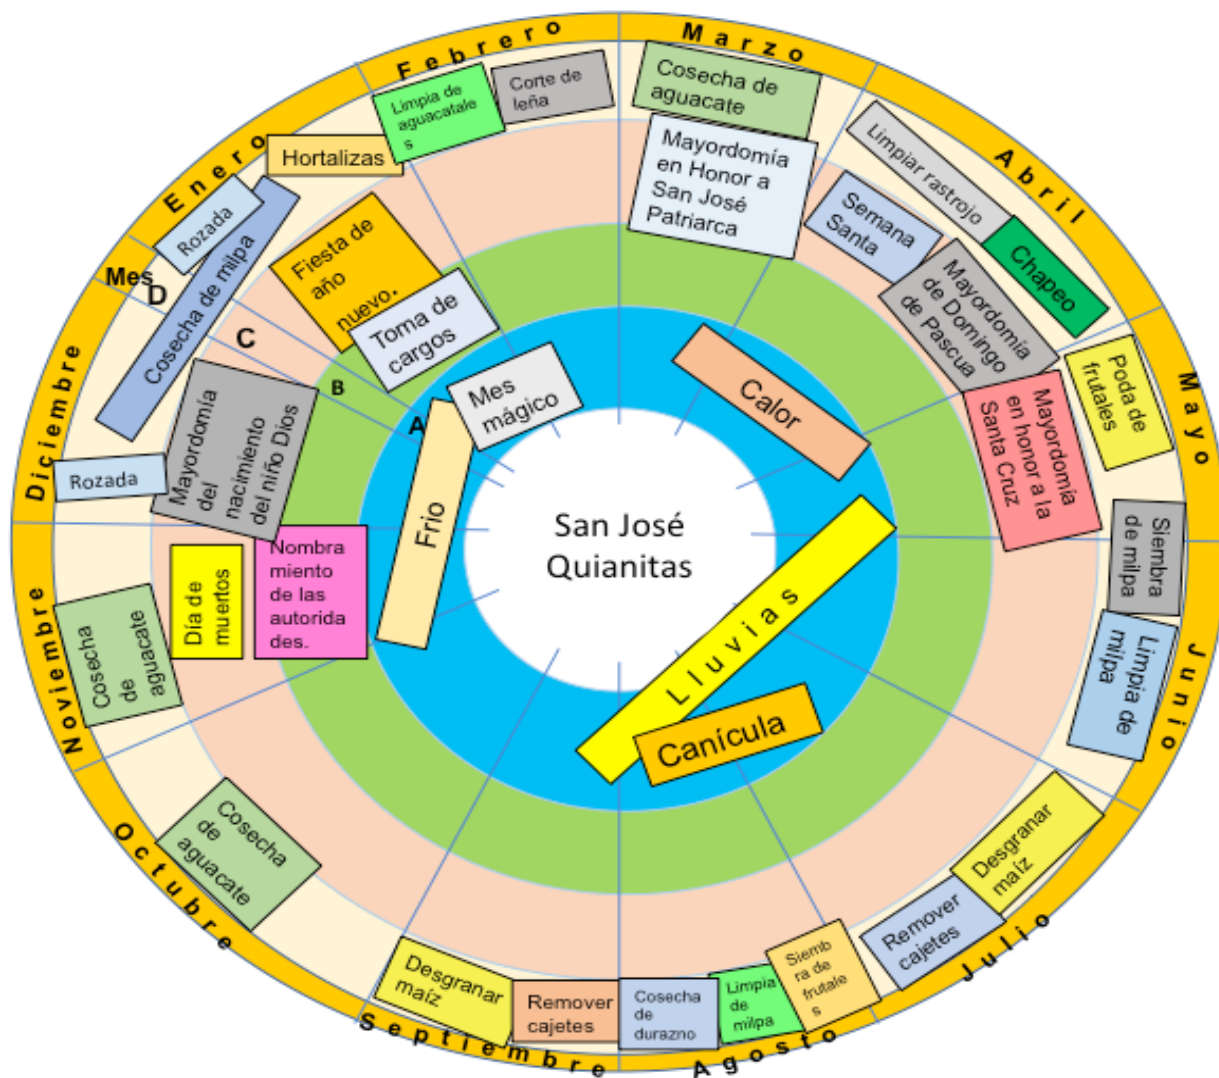 San José
Quianitas
Enero
Rozada
Cosecha de milpa
Hortalizas
Fiesta de
año
nuevo.
Toma de
cargos
Mes
mágico
Febrero
Limpia de
aguacatale
s
Corte de
leña
Marzo
Cosecha de
aguacate
Mayordomía
en Honor a
San José
Patriarca
Abril
Limpiar rastrojo
Chapeo
Semana
Santa
Mayordomía
de Domingo
de Pascua
Calor
Mayo
Poda de
frutales
Mayordomía
en honor a la
Santa Cruz
Siembra
de milpa
Junio
Limpia de
milpa
Lluvias
Julio
Desgranar
maíz
Remover
cajetes
Canícula
Agosto
Siemb
ra de
frutale
s
Limpia
de
milpa
Cosecha
de
durazno
Septiembre
Remover
cajetes
Desgranar
maíz
Octubre
Cosecha
de
aguacate
Noviembre
Cosecha
de
aguacate
Día de
muertos
Nombra
miento
de las
autorida
des.
Frio
Diciembre
Rozada
Mayordomía
del
nacimiento
del niño Dios
Mes
D
C
B
A